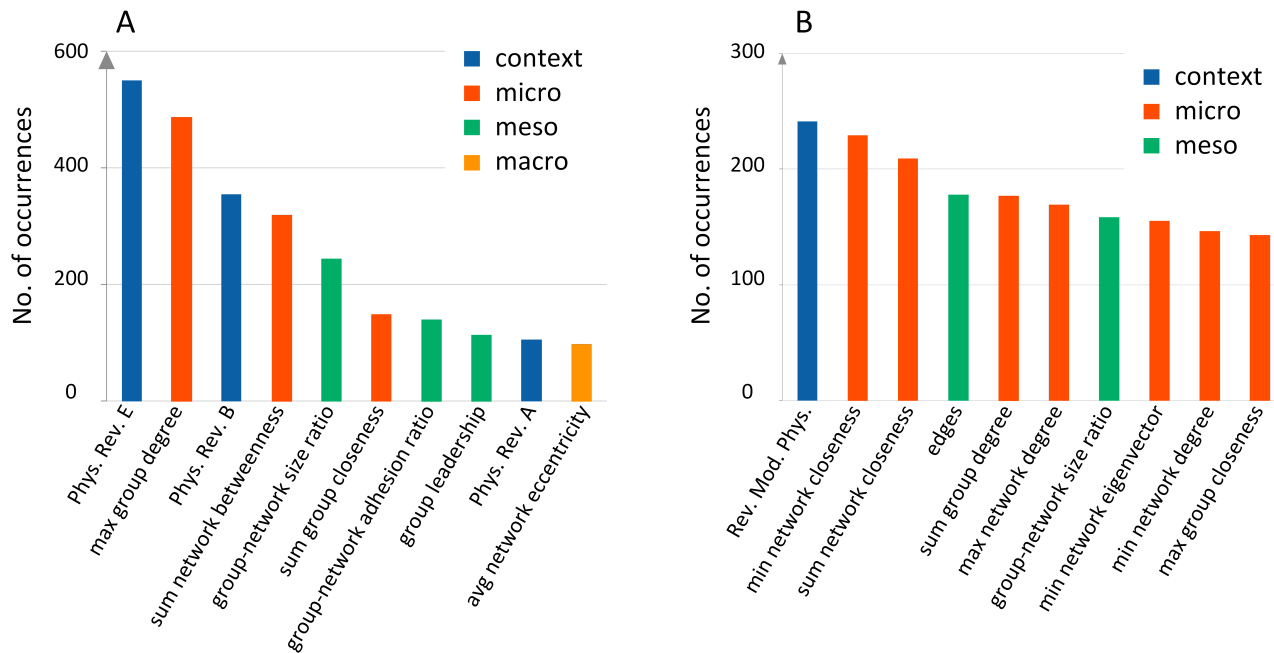 A
600
400
200
0
No. of occurrences
context
micro
meso
macro
Phys. Rev. E
max group degree
Phys. Rev. B
sum network betweenness
group-network size ratio
sum group closeness
group-network adhesion ratio
group leadership
Phys. Rev. A
avg network eccentricity
B
300
200
100
0
No. of occurrences
context
micro
meso
Rev. Mod. Phys.
min network closeness
sum network closeness
edges
sum group degree
max network degree
group-network size ratio
min network eigenvector
min network degree
max group closeness